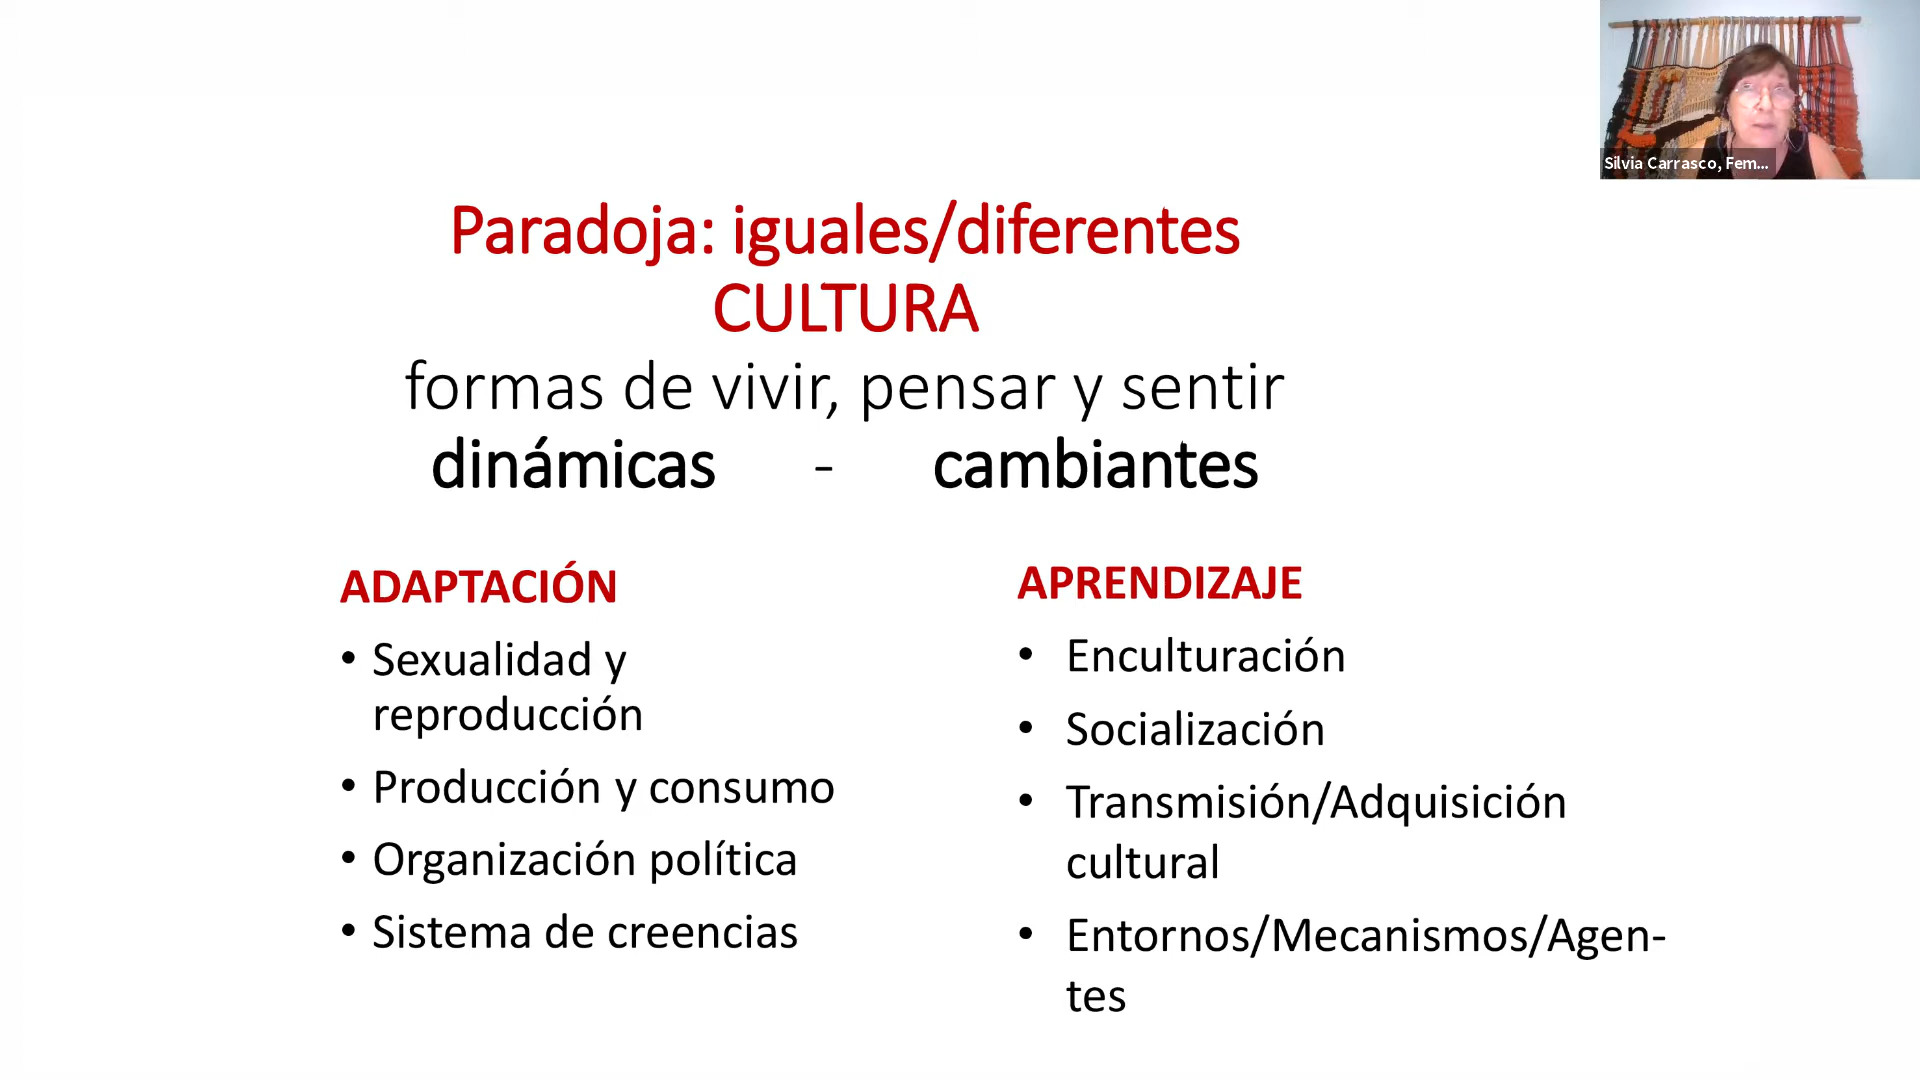 Silvia Carrasco, Fem...
Paradoja: iguales/diferentes
CULTURA
formas de vivir, pensar y sentir
dinámicas - cambiantes
ADAPTACIÓN
• Sexualidad y
reproducción
• Producción y consumo
• Organización política
• Sistema de creencias
APRENDIZAJE
• Enculturación
• Socialización
• Transmisión/Adquisición
cultural
• Entornos/Mecanismos/Agen-
tes